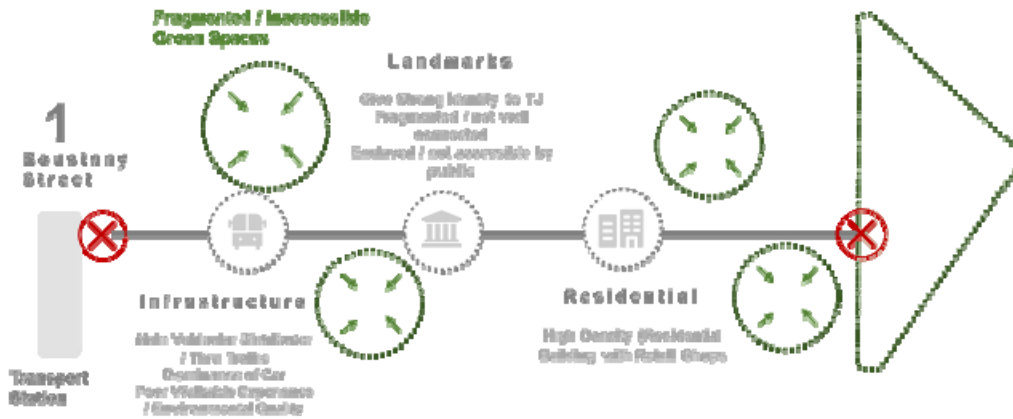 Fragmented / Inaccessible
Green Spaces
Landmarks
Give Strong Identity to TJ
Fragmented / not well
connected
Enclaved / not accessible by
public
1
Boustany
Street
Infrastructure
Main Vehicular Distributor
/ Thru Traffic
Dominance of Car
Poor Walkable Experience
/ Environmental Quality
Residential
High Density (Residential
Building with Retail Shops
Transport
Station